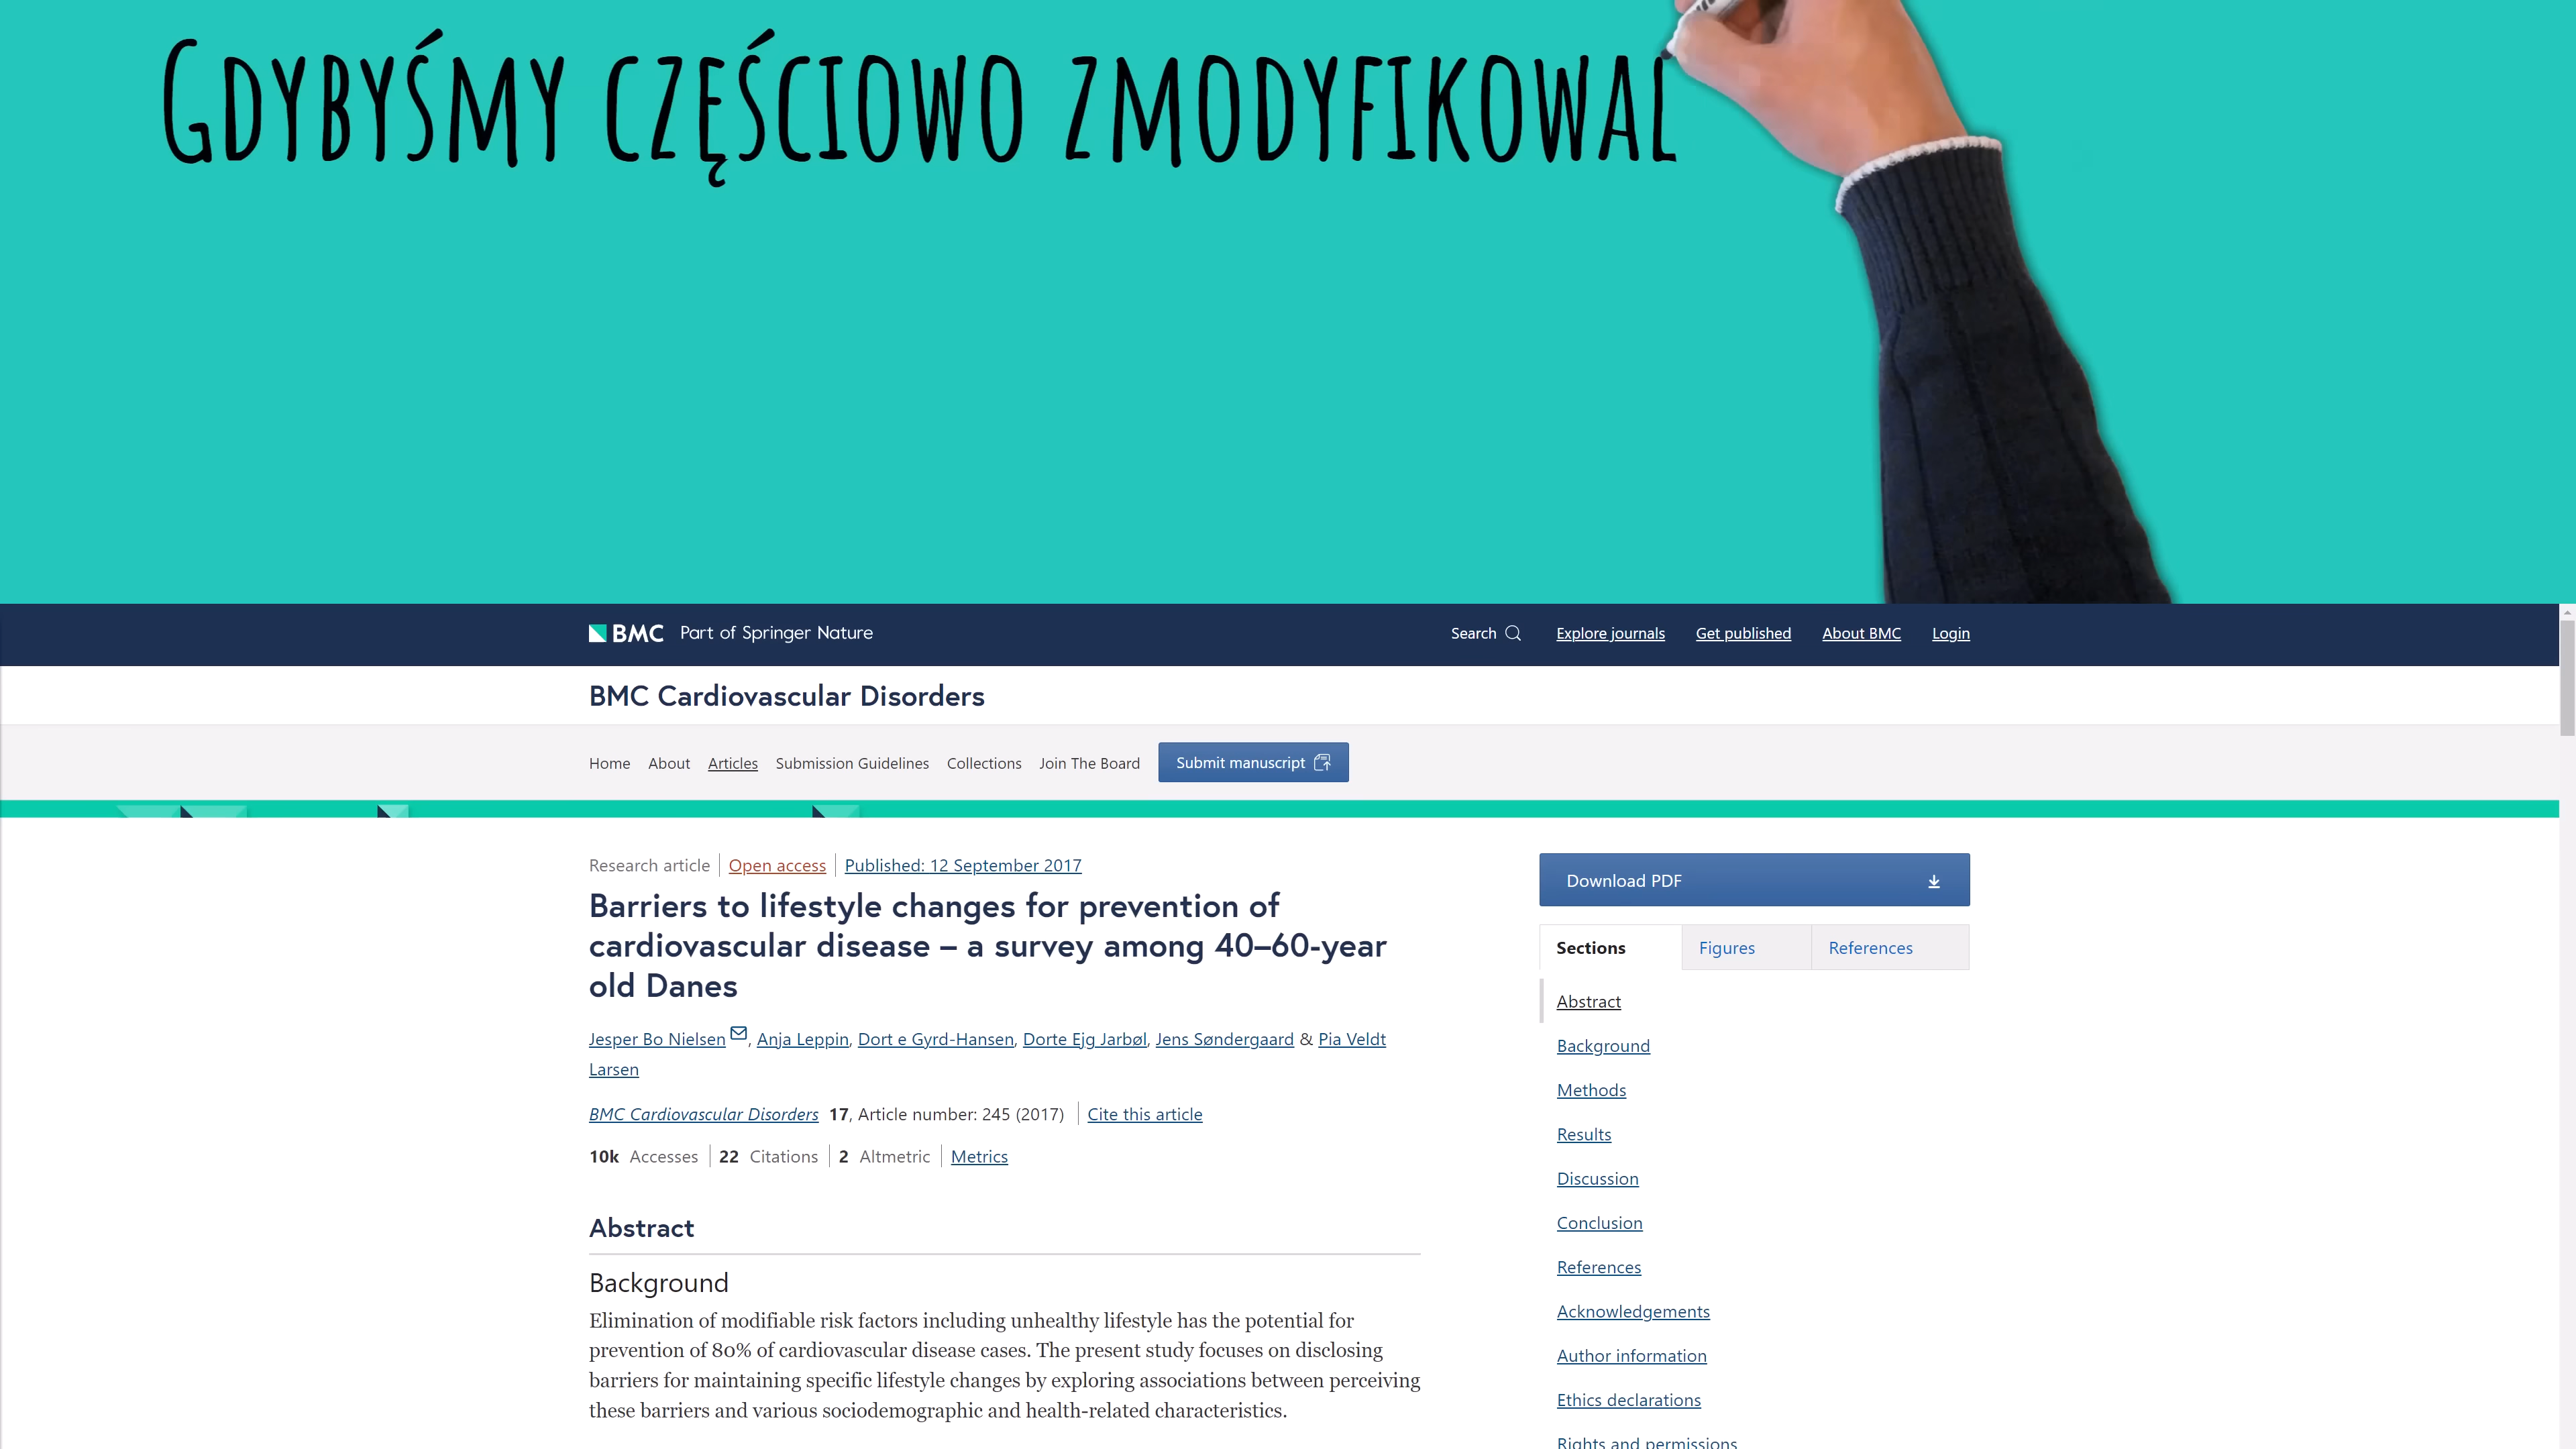 Gdybyśmy częściowo zmodyfikowal
BMC Part of Springer Nature
Search Explore journals Get published About BMC Login
BMC Cardiovascular Disorders
Home About Articles Submission Guidelines Collections Join The Board Submit manuscript
Research article Open access Published: 12 September 2017
Barriers to lifestyle changes for prevention of
cardiovascular disease – a survey among 40–60-year
old Danes
Jesper Bo Nielsen, Anja Leppin, Dort e Gyrd-Hansen, Dorte Ejg Jarbøl, Jens Søndergaard & Pia Veldt
Larsen
BMC Cardiovascular Disorders 17, Article number: 245 (2017) Cite this article
10k Accesses 22 Citations 2 Altmetric Metrics
Abstract
Background
Elimination of modifiable risk factors including unhealthy lifestyle has the potential for
prevention of 80% of cardiovascular disease cases. The present study focuses on disclosing
barriers for maintaining specific lifestyle changes by exploring associations between perceiving
these barriers and various sociodemographic and health-related characteristics.
Download PDF
Sections Figures References
Abstract
Background
Methods
Results
Discussion
Conclusion
References
Acknowledgements
Author information
Ethics declarations
Rights and permissions